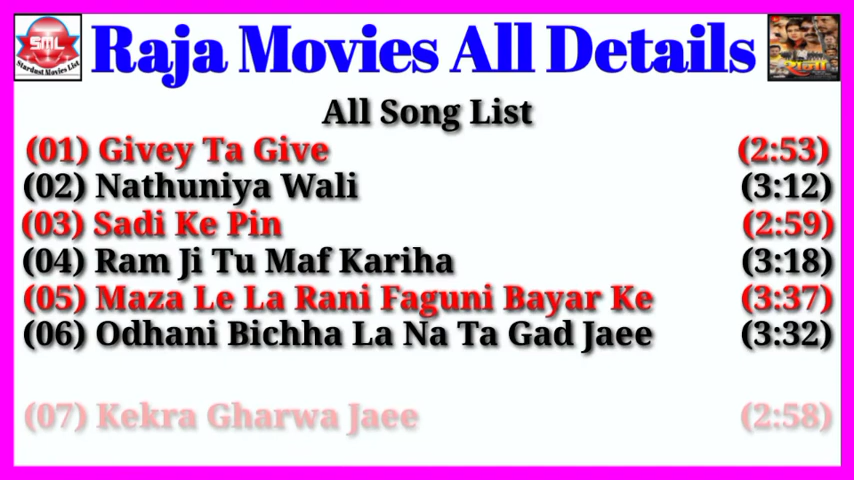 SML
Stardust Movies List
Raja Movies All Details
राजा
All Song List
(01) Givey Ta Give (2:53)
(02) Nathuniya Wali (3:12)
(03) Sadi Ke Pin (2:59)
(04) Ram Ji Tu Maf Kariha (3:18)
(05) Maza Le La Rani Faguni Bayar Ke (3:37)
(06) Odhani Bichha La Na Ta Gad Jaee (3:32)
(07) Kekra Gharwa Jaee (2:58)